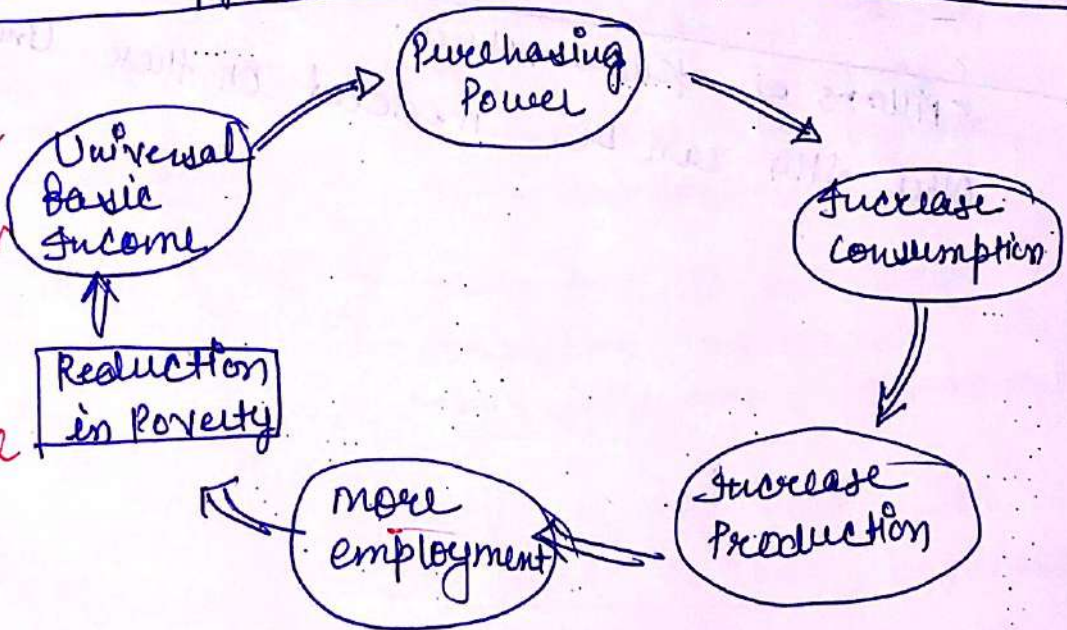 Purchasing
Power
Universal
Basic
Income
Increase
Consumption
Reduction
in Poverty
Increase
Production
more
employment